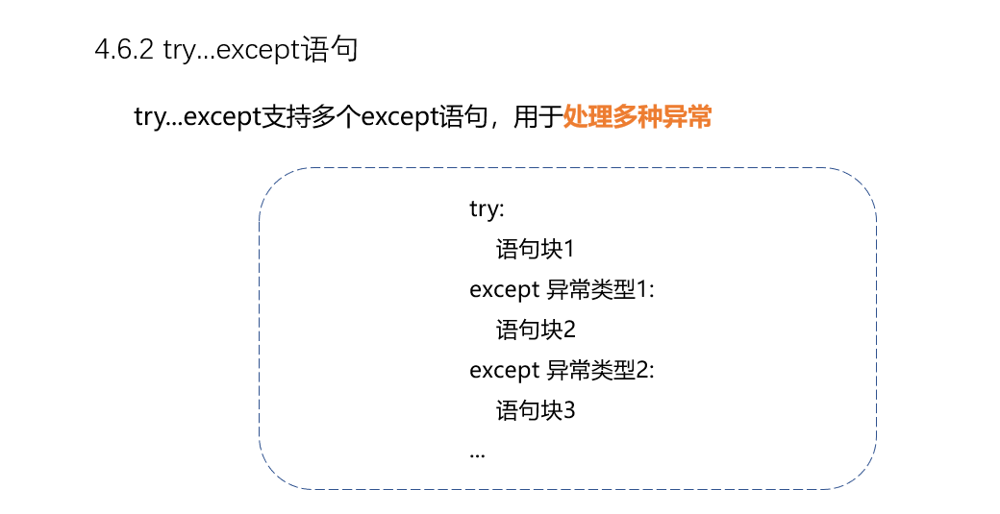 4.6.2 try...except语句
try...except支持多个except语句，用于处理多种异常
try:
语句块1
except 异常类型1:
语句块2
except 异常类型2:
语句块3
...